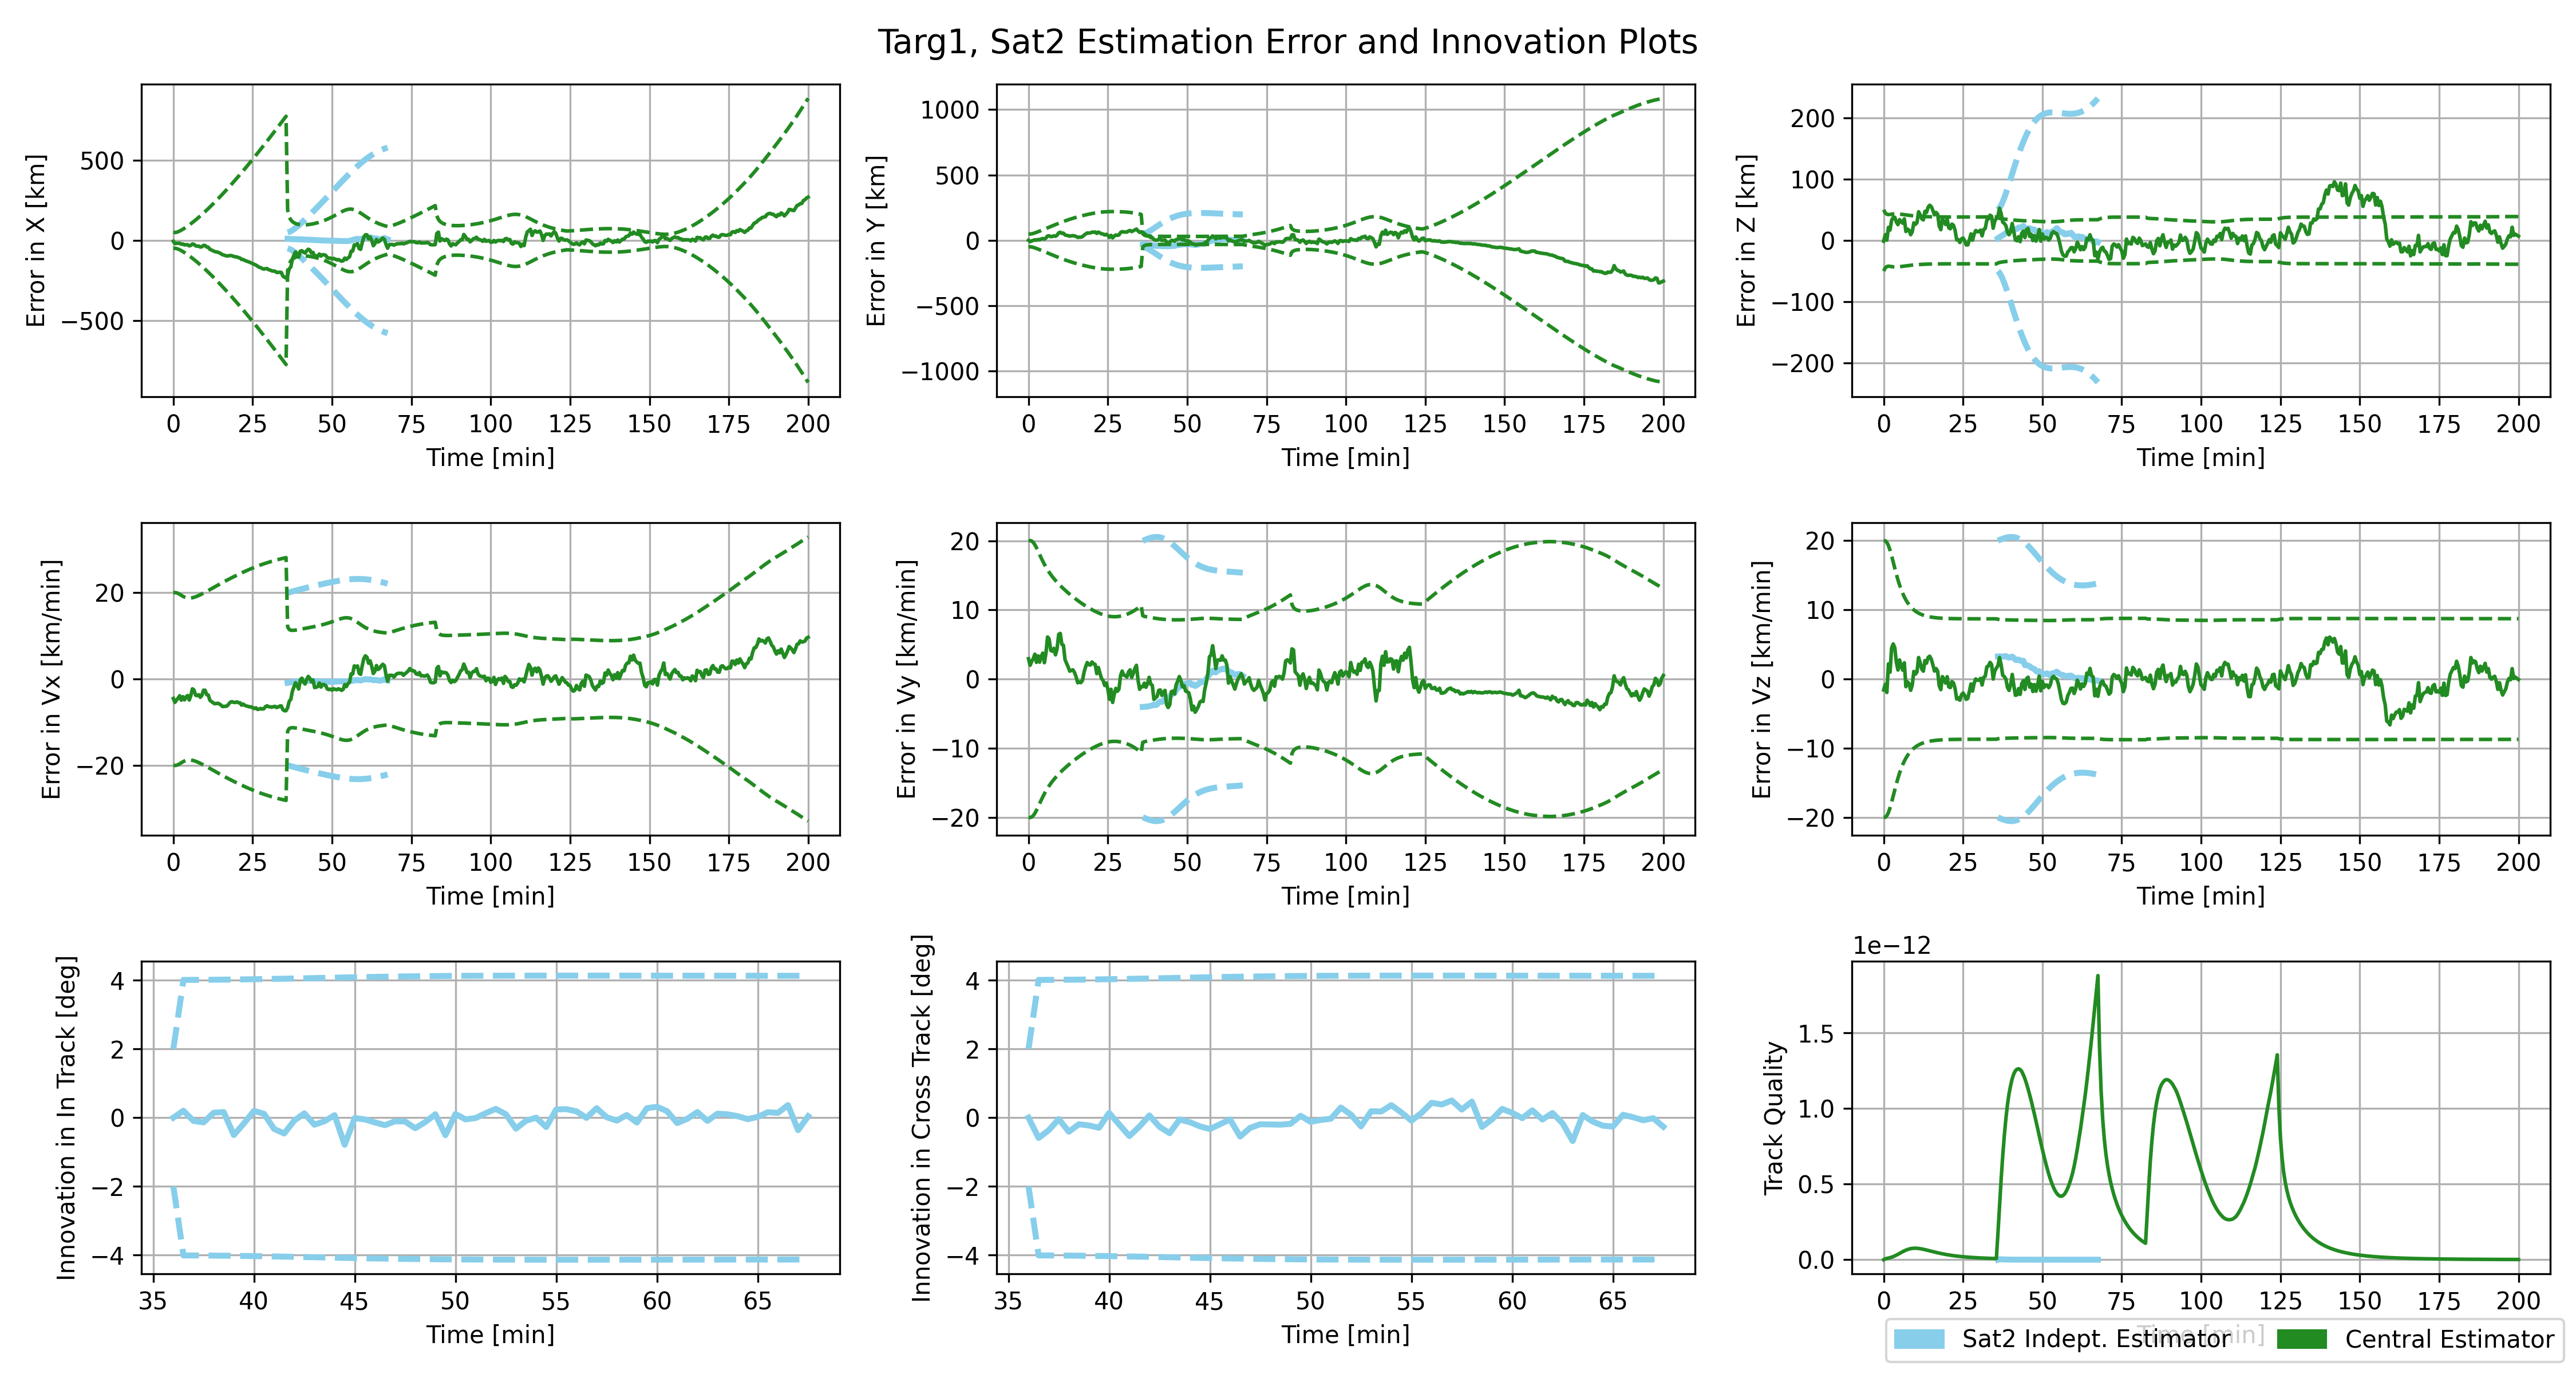 Targ1, Sat2 Estimation Error and Innovation Plots
Error in X [km]
500
0
−500
0 25 50 75 100 125 150 175 200
Time [min]
Error in Y [km]
1000
500
0
−500
−1000
0 25 50 75 100 125 150 175 200
Time [min]
Error in Z [km]
200
100
0
−100
−200
0 25 50 75 100 125 150 175 200
Time [min]
Error in Vx [km/min]
20
0
−20
0 25 50 75 100 125 150 175 200
Time [min]
Error in Vy [km/min]
20
10
0
−10
−20
0 25 50 75 100 125 150 175 200
Time [min]
Error in Vz [km/min]
20
10
0
−10
−20
0 25 50 75 100 125 150 175 200
Time [min]
Innovation in In Track [deg]
4
2
0
−2
−4
35 40 45 50 55 60 65
Time [min]
Innovation in Cross Track [deg]
4
2
0
−2
−4
35 40 45 50 55 60 65
Time [min]
1e−12
Track Quality
1.5
1.0
0.5
0.0
0 25 50 75 100 125 150 175 200
Time [min]
Sat2 Indept. Estimator
Central Estimator